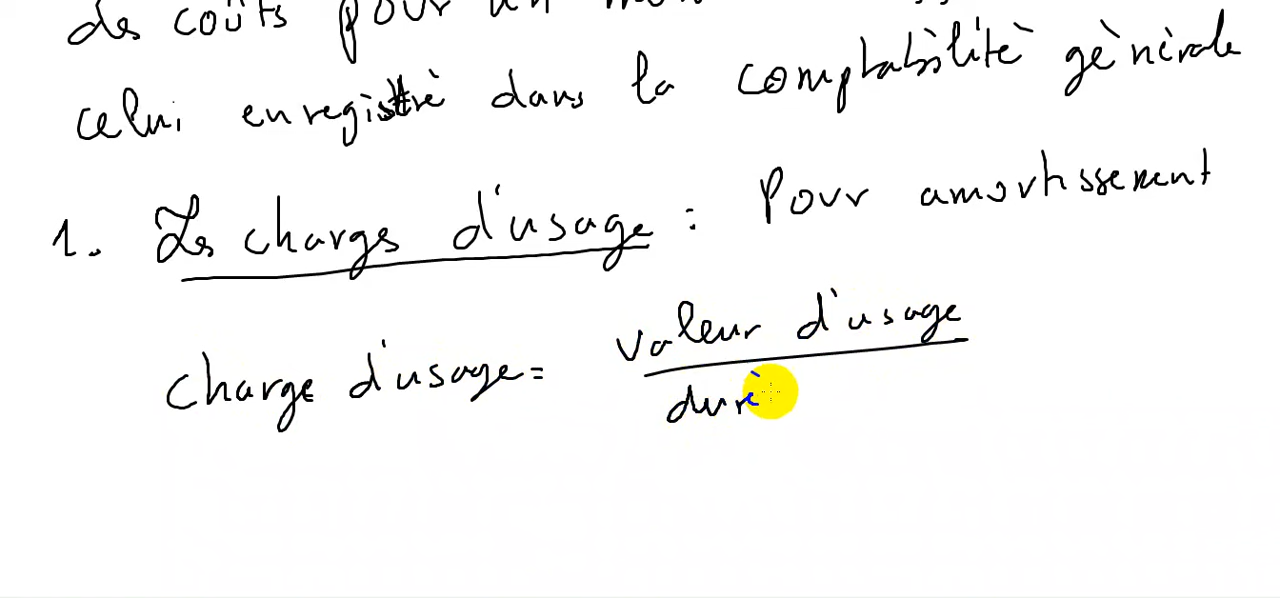 des coûts pour un
celui enregistré dans la comptabilité générale
1. Les charges d'usage : Pour amortissement
Charge d'usage = valeur d'usage
duré